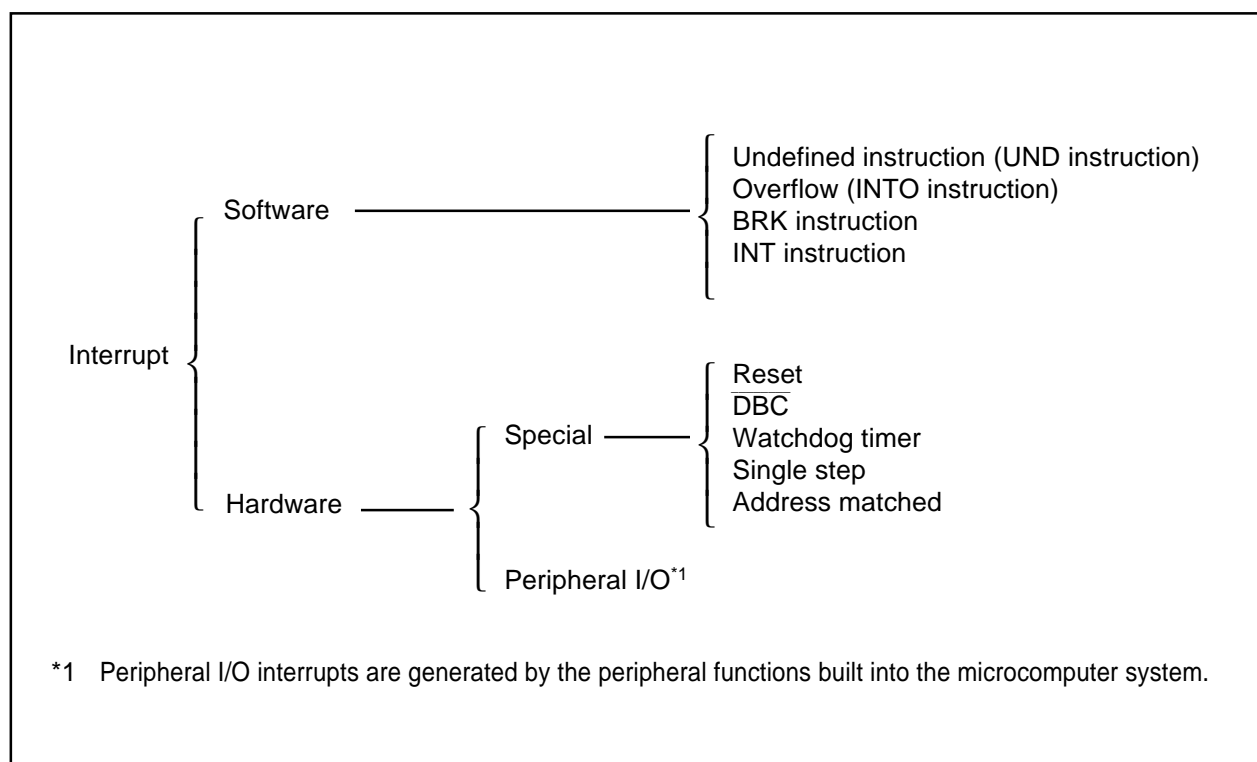 Interrupt
Software
Undefined instruction (UND instruction)
Overflow (INTO instruction)
BRK instruction
INT instruction
Hardware
Special
Reset
D̅B̅C̅
Watchdog timer
Single step
Address matched
Peripheral I/O*1
*1 Peripheral I/O interrupts are generated by the peripheral functions built into the microcomputer system.